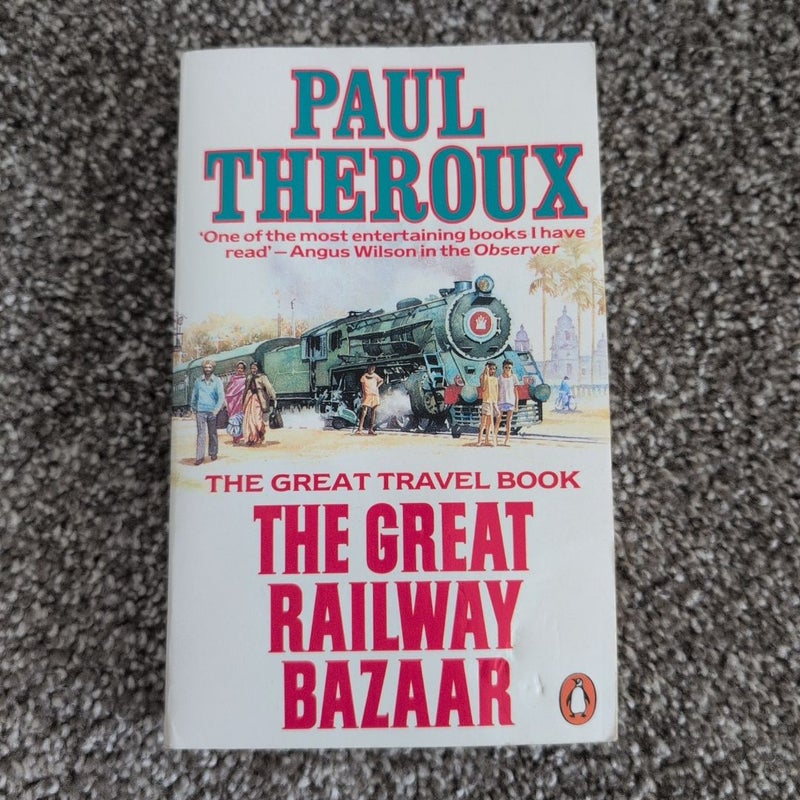 PAUL
THEROUX
‘One of the most entertaining books I have
read’ – Angus Wilson in the Observer
THE GREAT TRAVEL BOOK
THE GREAT
RAILWAY
BAZAAR